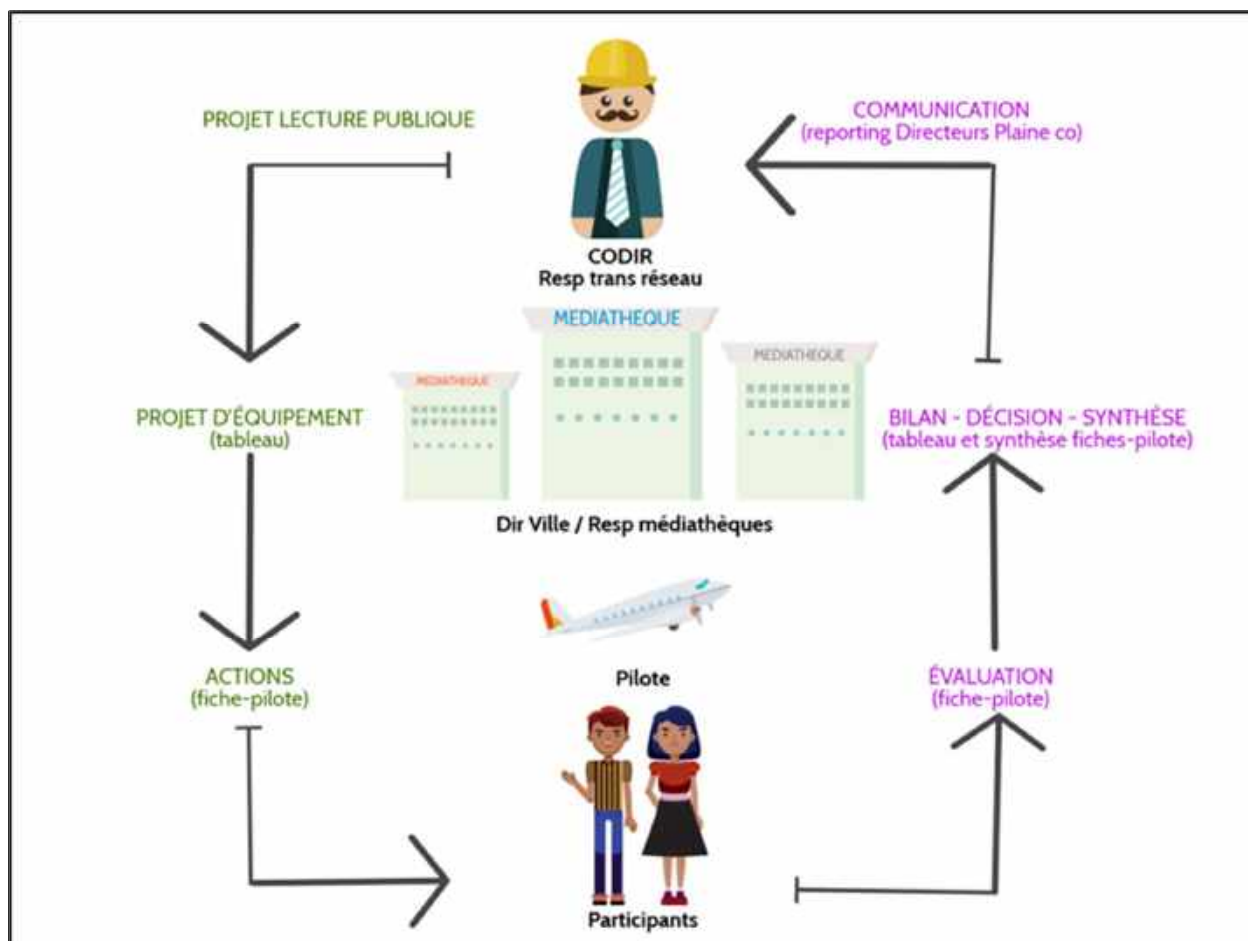 PROJET LECTURE PUBLIQUE
COMMUNICATION
(reporting Directeurs Plaine co)
CODIR
Resp trans réseau
MEDIATHEQUE
MEDIATHEQUE
MEDIATHEQUE
PROJET D'ÉQUIPEMENT
(tableau)
BILAN - DÉCISION - SYNTHÈSE
(tableau et synthèse fiches-pilote)
Dir Ville / Resp médiathèques
ACTIONS
(fiche-pilote)
Pilote
ÉVALUATION
(fiche-pilote)
Participants